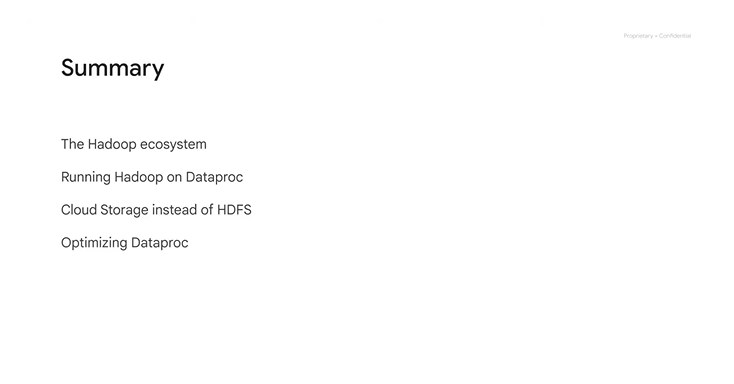 Proprietary + Confidential
Summary
The Hadoop ecosystem
Running Hadoop on Dataproc
Cloud Storage instead of HDFS
Optimizing Dataproc